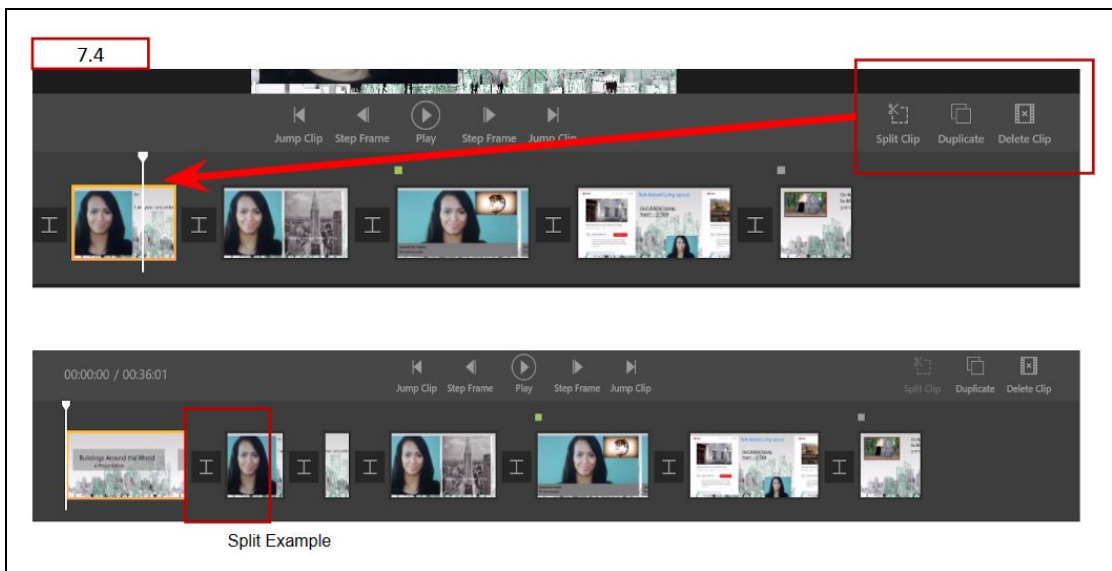 7.4
Jump Clip Step Frame Play Step Frame Jump Clip
Split Clip Duplicate Delete Clip
00:00:00 / 00:36:01
Jump Clip Step Frame Play Step Frame Jump Clip
Split Clip Duplicate Delete Clip
Buildings Around the World
Split Example